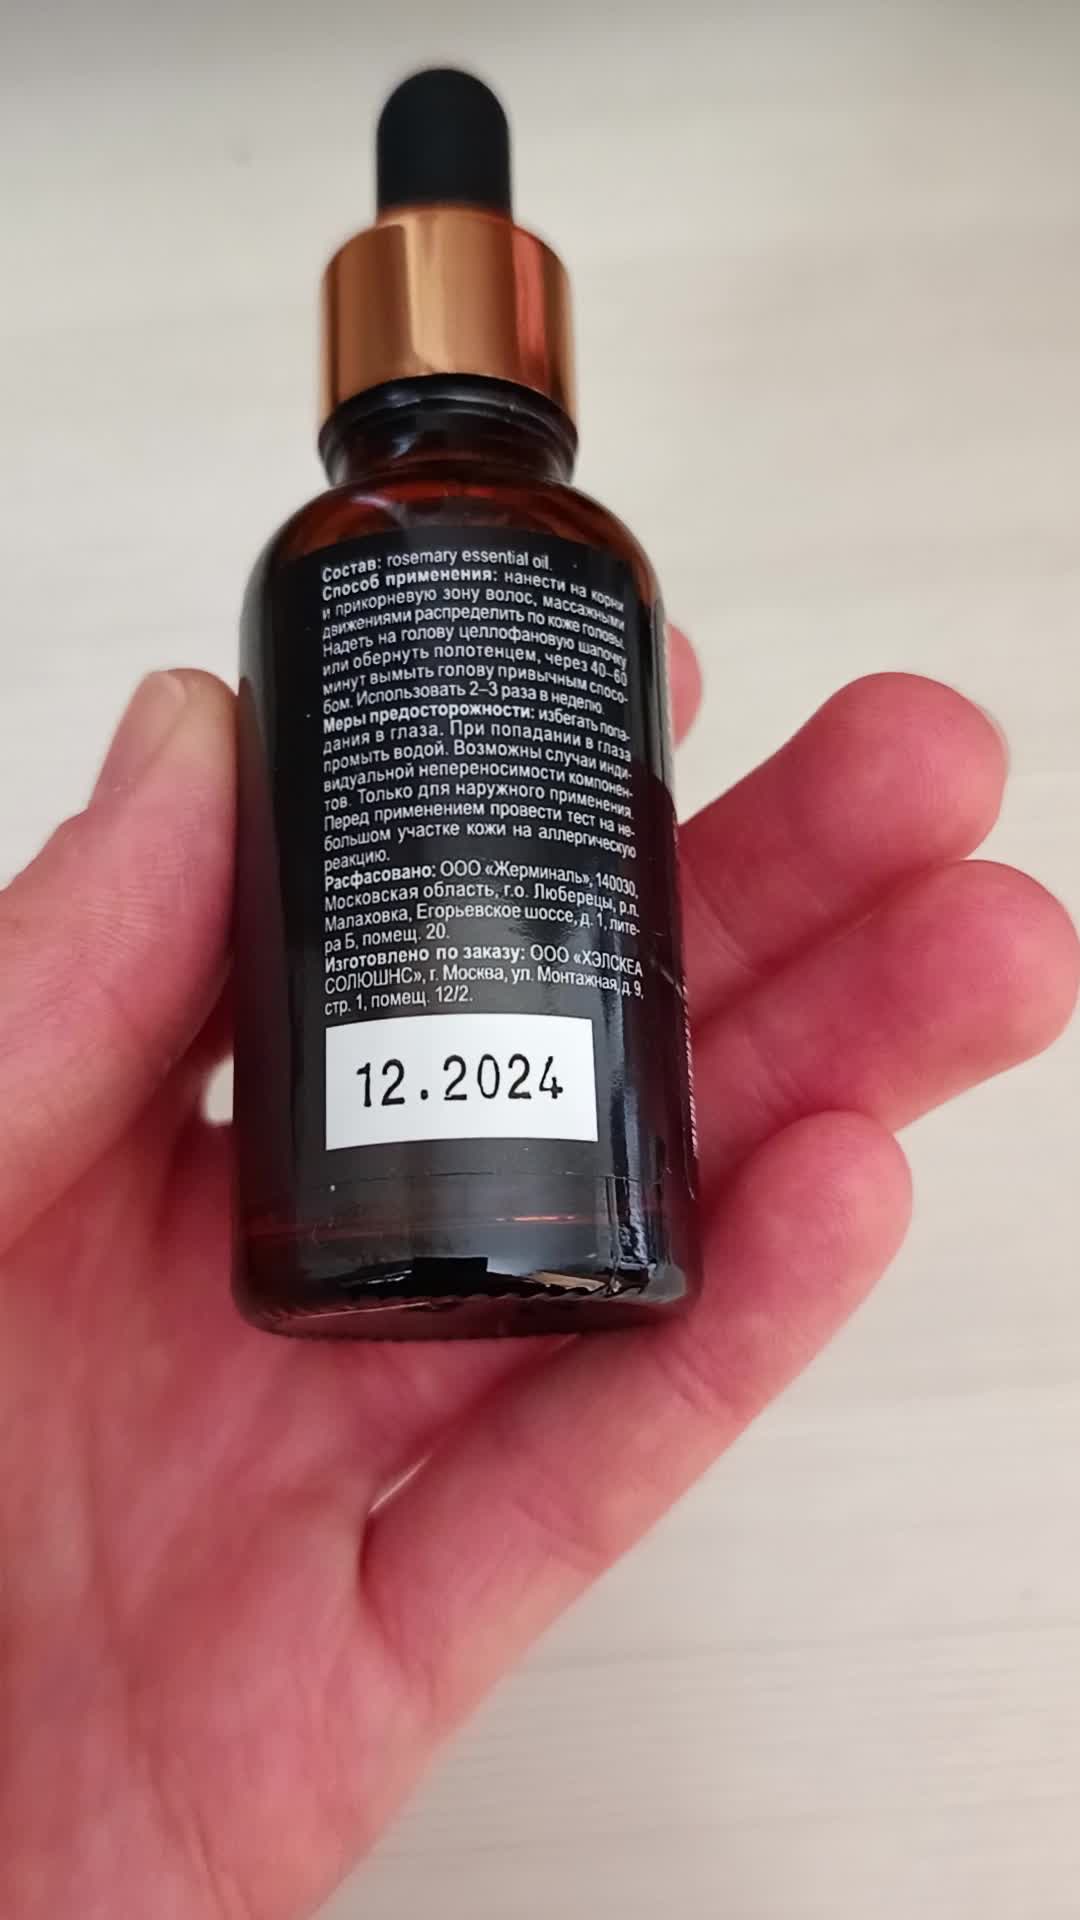 Состав: rosemary essential oil.
Способ применения: нанести на корни
и прикорневую зону волос, массажными
движениями распределить по коже головы.
Надеть на голову целлофановую шапочку
или обернуть полотенцем, через 40–60
минут вымыть голову привычным спосо-
бом. Использовать 2–3 раза в неделю.
Меры предосторожности: избегать попа-
дания в глаза. При попадании в глаза
промыть водой. Возможны случаи инди-
видуальной непереносимости компонен-
тов. Только для наружного применения.
Перед применением провести тест на не-
большом участке кожи на аллергическую
реакцию.
Расфасовано: ООО «Жерминаль», 140030,
Московская область, г.о. Люберецы, р.п.
Малаховка, Егорьевское шоссе, д. 1, лите-
ра Б, помещ. 20.
Изготовлено по заказу: ООО «ХЭЛСКЕА
СОЛЮШНС», г. Москва, ул. Монтажная, д. 9,
стр. 1, помещ. 12/2.
12.2024